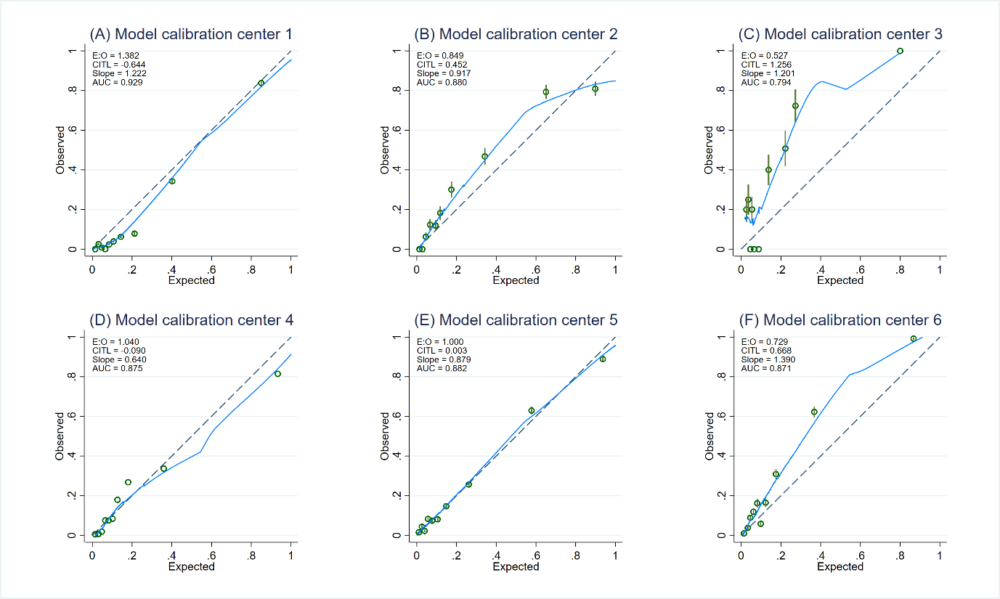 (A) Model calibration center 1
E:O = 1.382
CITL = -0.644
Slope = 1.222
AUC = 0.929
Observed
0
.2
.4
.6
.8
1
0
.2
.4
.6
.8
1
Expected
(B) Model calibration center 2
E:O = 0.849
CITL = 0.452
Slope = 0.917
AUC = 0.880
Observed
0
.2
.4
.6
.8
1
0
.2
.4
.6
.8
1
Expected
(C) Model calibration center 3
E:O = 0.527
CITL = 1.256
Slope = 1.201
AUC = 0.794
Observed
0
.2
.4
.6
.8
1
0
.2
.4
.6
.8
1
Expected
(D) Model calibration center 4
E:O = 1.040
CITL = -0.090
Slope = 0.640
AUC = 0.875
Observed
0
.2
.4
.6
.8
1
0
.2
.4
.6
.8
1
Expected
(E) Model calibration center 5
E:O = 1.000
CITL = 0.003
Slope = 0.879
AUC = 0.882
Observed
0
.2
.4
.6
.8
1
0
.2
.4
.6
.8
1
Expected
(F) Model calibration center 6
E:O = 0.729
CITL = 0.668
Slope = 1.390
AUC = 0.871
Observed
0
.2
.4
.6
.8
1
0
.2
.4
.6
.8
1
Expected